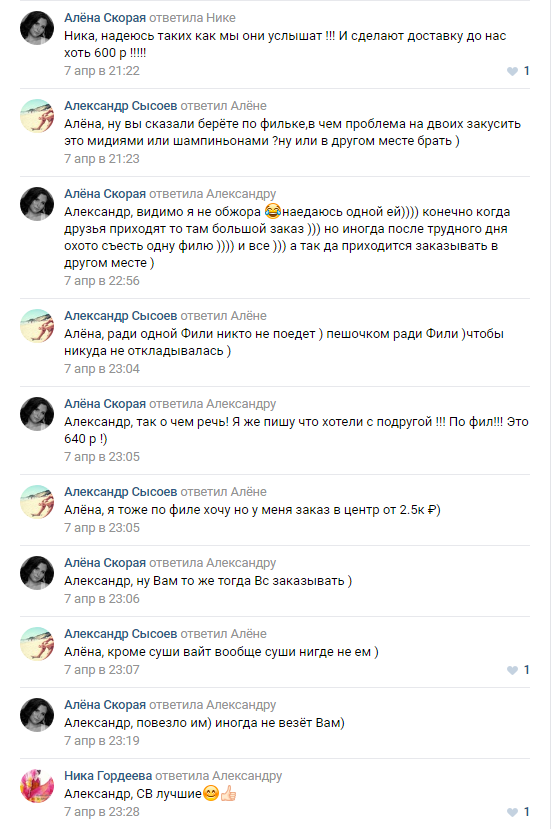 Алёна Скорая ответила Нике
Ника, надеюсь таких как мы они услышат !!! И сделают доставку до нас
хоть 600 р !!!!!
7 апр в 21:22
1
Александр Сысоев ответил Алёне
Алёна, ну вы сказали берёте по фильке,в чем проблема на двоих закусить
это мидиями или шампиньонами ?ну или в другом месте брать )
7 апр в 21:23
Алёна Скорая ответила Александру
Александр, видимо я не обжора 😂наедаюсь одной ей)))) конечно когда
друзья приходят то там большой заказ ))) но иногда после трудного дня
охото съесть одну филю )))) и все ))) а так да приходится заказывать в
другом месте )
7 апр в 22:56
Александр Сысоев ответил Алёне
Алёна, ради одной Фили никто не поедет ) пешочком ради Фили )чтобы
никуда не откладывалась )
7 апр в 23:04
Алёна Скорая ответила Александру
Александр, так о чем речь! Я же пишу что хотели с подругой !!! По фил!!! Это
640 р !)
7 апр в 23:05
Александр Сысоев ответил Алёне
Алёна, я тоже по филе хочу но у меня заказ в центр от 2.5к ₽)
7 апр в 23:05
Алёна Скорая ответила Александру
Александр, ну Вам то же тогда Вс заказывать )
7 апр в 23:06
Александр Сысоев ответил Алёне
Алёна, кроме суши вайт вообще суши нигде не ем )
7 апр в 23:07
1
Алёна Скорая ответила Александру
Александр, повезло им) иногда не везёт Вам)
7 апр в 23:19
Ника Гордеева ответила Александру
Александр, СВ лучшие😊👍🏻
7 апр в 23:28
1